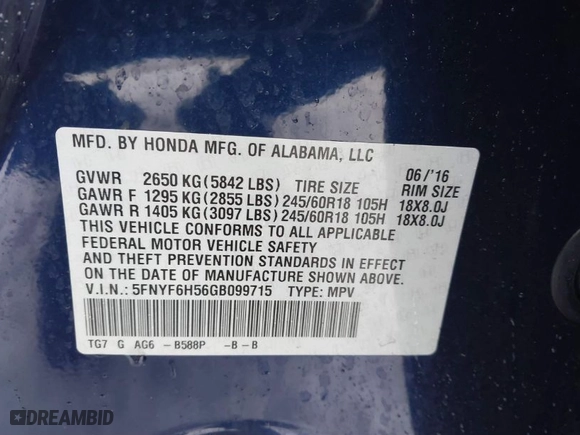 MFD. BY HONDA MFG. OF ALABAMA, LLC
06/'16
GVWR 2650 KG (5842 LBS) TIRE SIZE RIM SIZE
GAWR F 1295 KG (2855 LBS) 245/60R18 105H 18X8.0J
GAWR R 1405 KG (3097 LBS) 245/60R18 105H 18X8.0J
THIS VEHICLE CONFORMS TO ALL APPLICABLE
FEDERAL MOTOR VEHICLE SAFETY
AND THEFT PREVENTION STANDARDS IN EFFECT
ON THE DATE OF MANUFACTURE SHOWN ABOVE.
V.I.N.: 5FNYF6H56GB099715 TYPE: MPV
TG7 G AG6 -B588P -B-B
DREAMBID